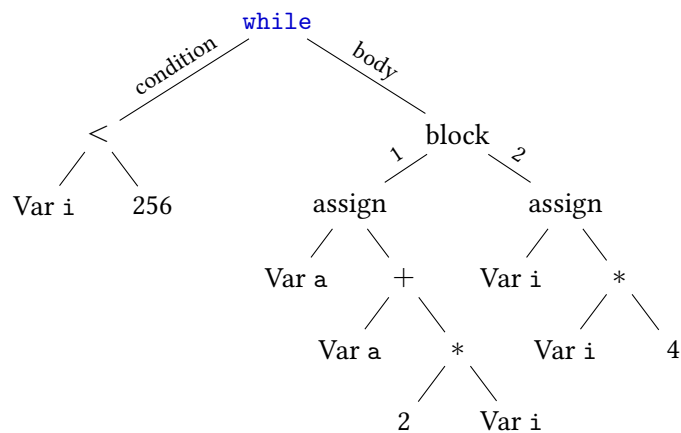 while
condition
body
<
block
1
2
Var i
256
assign
assign
Var a
+
Var i
*
Var a
*
Var i
4
2
Var i